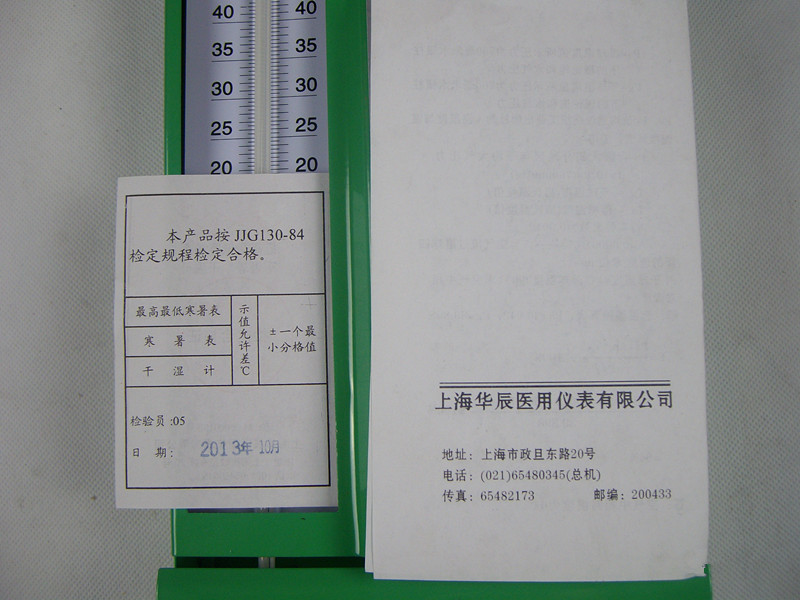 40 40
35 35
30 30
25 25
20 20
本产品按 JJG130-84
检定规程检定合格。
最高最低寒暑表
寒 暑 表
干 湿 计
示值允许差℃
±一个最
小分格值
检验员:05
日 期: 2013年 10月
上海华辰医用仪表有限公司
地址: 上海市政旦东路20号
电话: (021)65480345(总机)
传真: 65482173 邮编: 200433